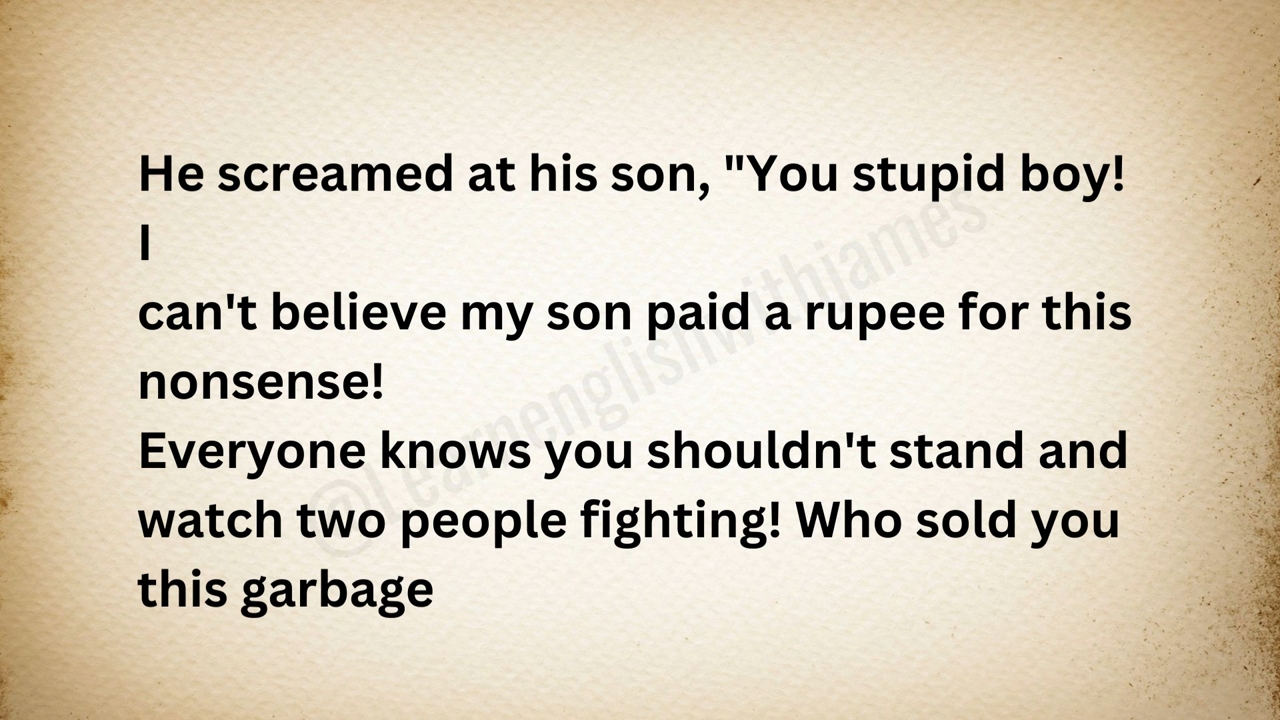 He screamed at his son, "You stupid boy!
I
can't believe my son paid a rupee for this
nonsense!
Everyone knows you shouldn't stand and
watch two people fighting! Who sold you
this garbage
@Learnenglishwithjames